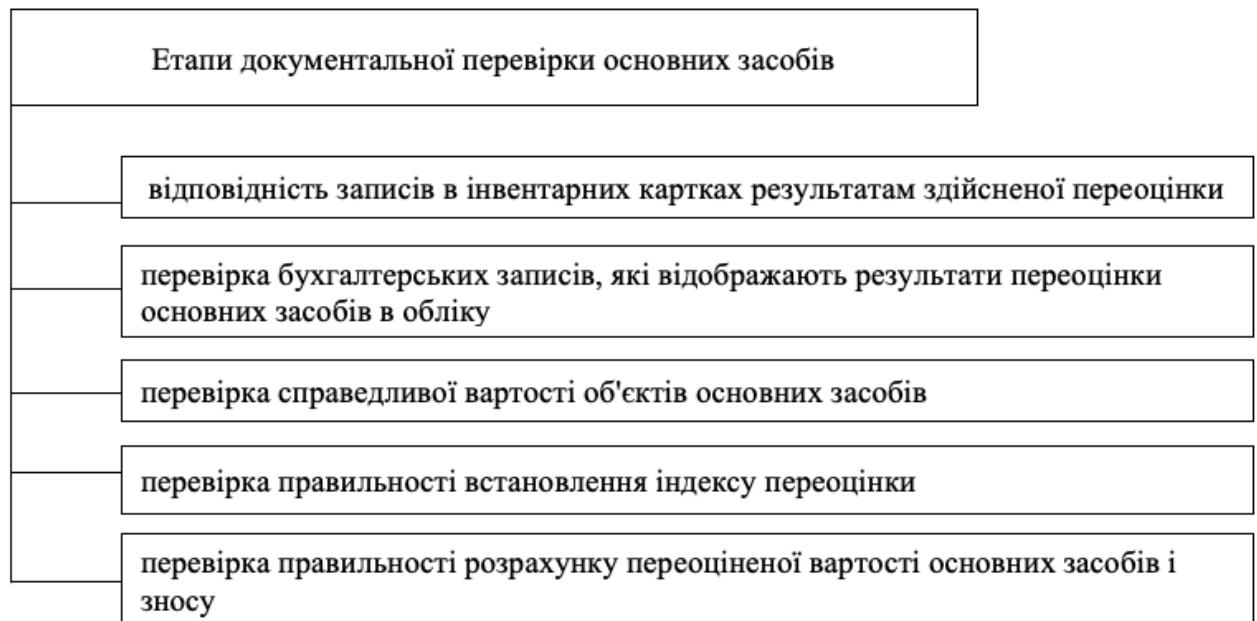 Етапи документальної перевірки основних засобів
відповідність записів в інвентарних картках результатам здійсненої переоцінки
перевірка бухгалтерських записів, які відображають результати переоцінки
основних засобів в обліку
перевірка справедливої вартості об'єктів основних засобів
перевірка правильності встановлення індексу переоцінки
перевірка правильності розрахунку переоціненої вартості основних засобів і
зносу